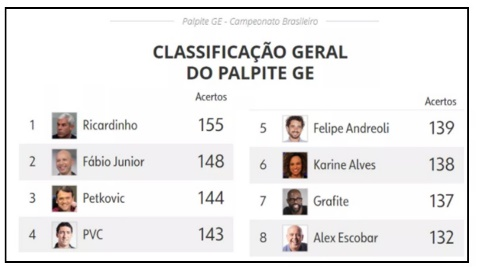 Palpite GE - Campeonato Brasileiro
CLASSIFICAÇÃO GERAL
DO PALPITE GE
Acertos
1 Ricardinho 155
2 Fábio Junior 148
3 Petkovic 144
4 PVC 143
Acertos
5 Felipe Andreoli 139
6 Karine Alves 138
7 Grafite 137
8 Alex Escobar 132